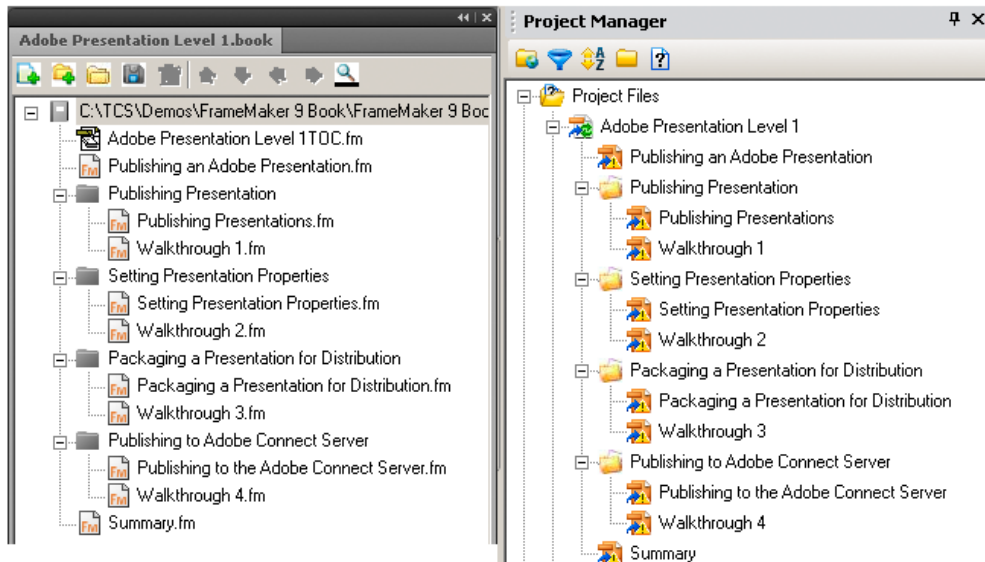 Adobe Presentation Level 1.book
C:\TCS\Demos\FrameMaker 9 Book\FrameMaker 9 Boc
Adobe Presentation Level 1TOC.fm
Publishing an Adobe Presentation.fm
Publishing Presentation
Publishing Presentations.fm
Walkthrough 1.fm
Setting Presentation Properties
Setting Presentation Properties.fm
Walkthrough 2.fm
Packaging a Presentation for Distribution
Packaging a Presentation for Distribution.fm
Walkthrough 3.fm
Publishing to Adobe Connect Server
Publishing to the Adobe Connect Server.fm
Walkthrough 4.fm
Summary.fm
Project Manager
Project Files
Adobe Presentation Level 1
Publishing an Adobe Presentation
Publishing Presentation
Publishing Presentations
Walkthrough 1
Setting Presentation Properties
Setting Presentation Properties
Walkthrough 2
Packaging a Presentation for Distribution
Packaging a Presentation for Distribution
Walkthrough 3
Publishing to Adobe Connect Server
Publishing to the Adobe Connect Server
Walkthrough 4
Summary